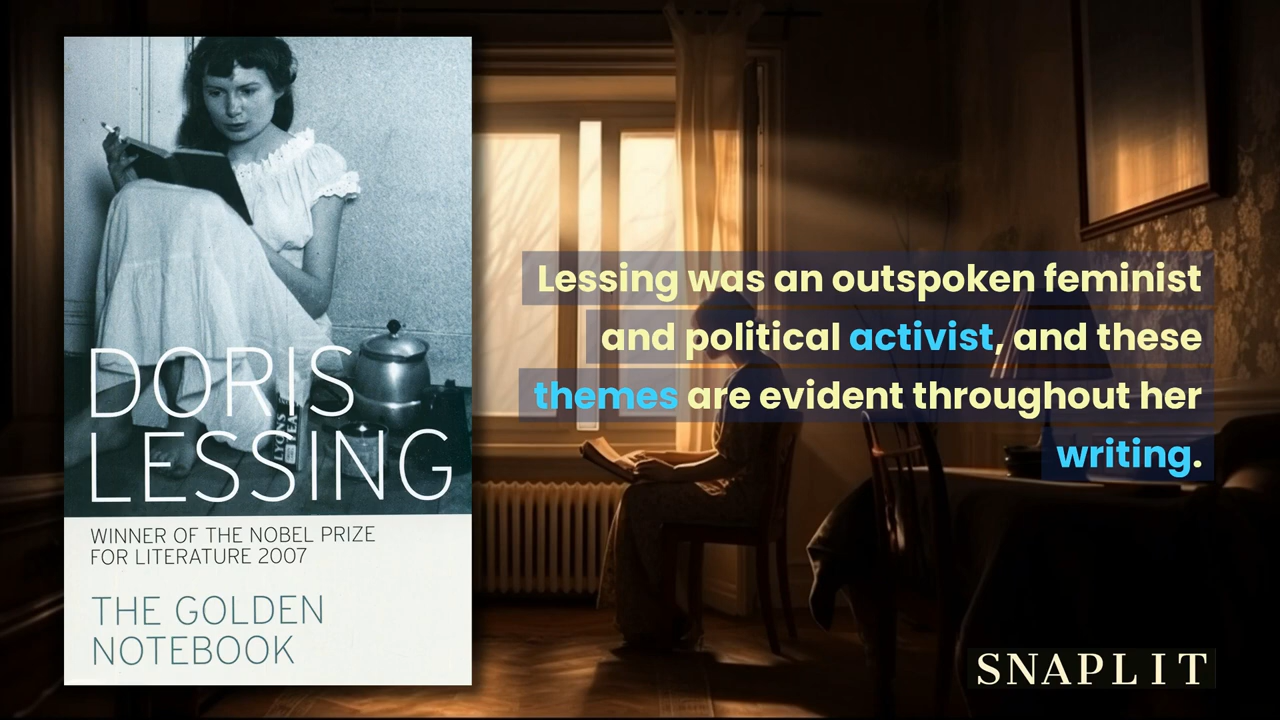 DORIS
LESSING
WINNER OF THE NOBEL PRIZE
FOR LITERATURE 2007
THE GOLDEN
NOTEBOOK
Lessing was an outspoken feminist
and political activist, and these
themes are evident throughout her
writing.
SNAPLIT